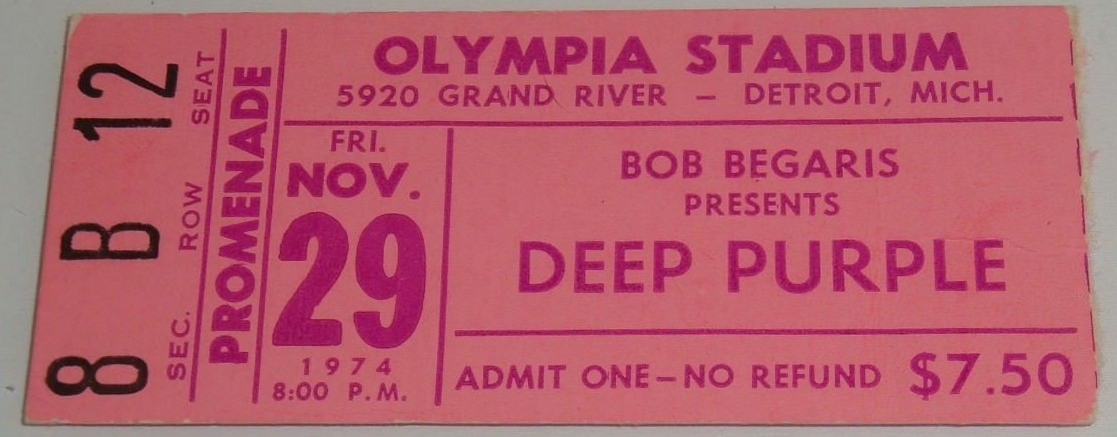 8 B 12
SEC. ROW SEAT
PROMENADE
OLYMPIA STADIUM
5920 GRAND RIVER – DETROIT, MICH.
FRI.
NOV.
29
1974
8:00 P.M.
BOB BEGARIS
PRESENTS
DEEP PURPLE
ADMIT ONE–NO REFUND $7.50